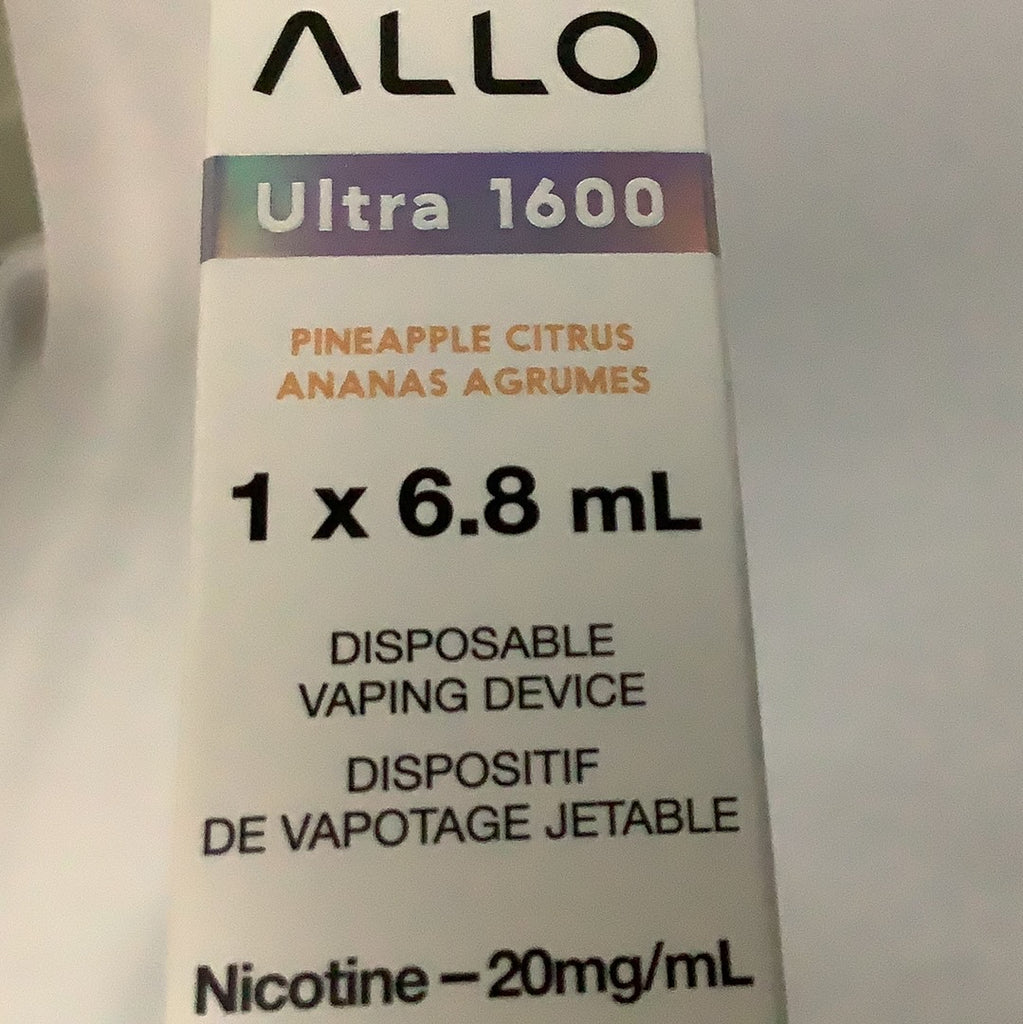 ALLO
Ultra 1600
PINEAPPLE CITRUS
ANANAS AGRUMES
1 x 6.8 mL
DISPOSABLE
VAPING DEVICE
DISPOSITIF
DE VAPOTAGE JETABLE
Nicotine – 20mg/mL